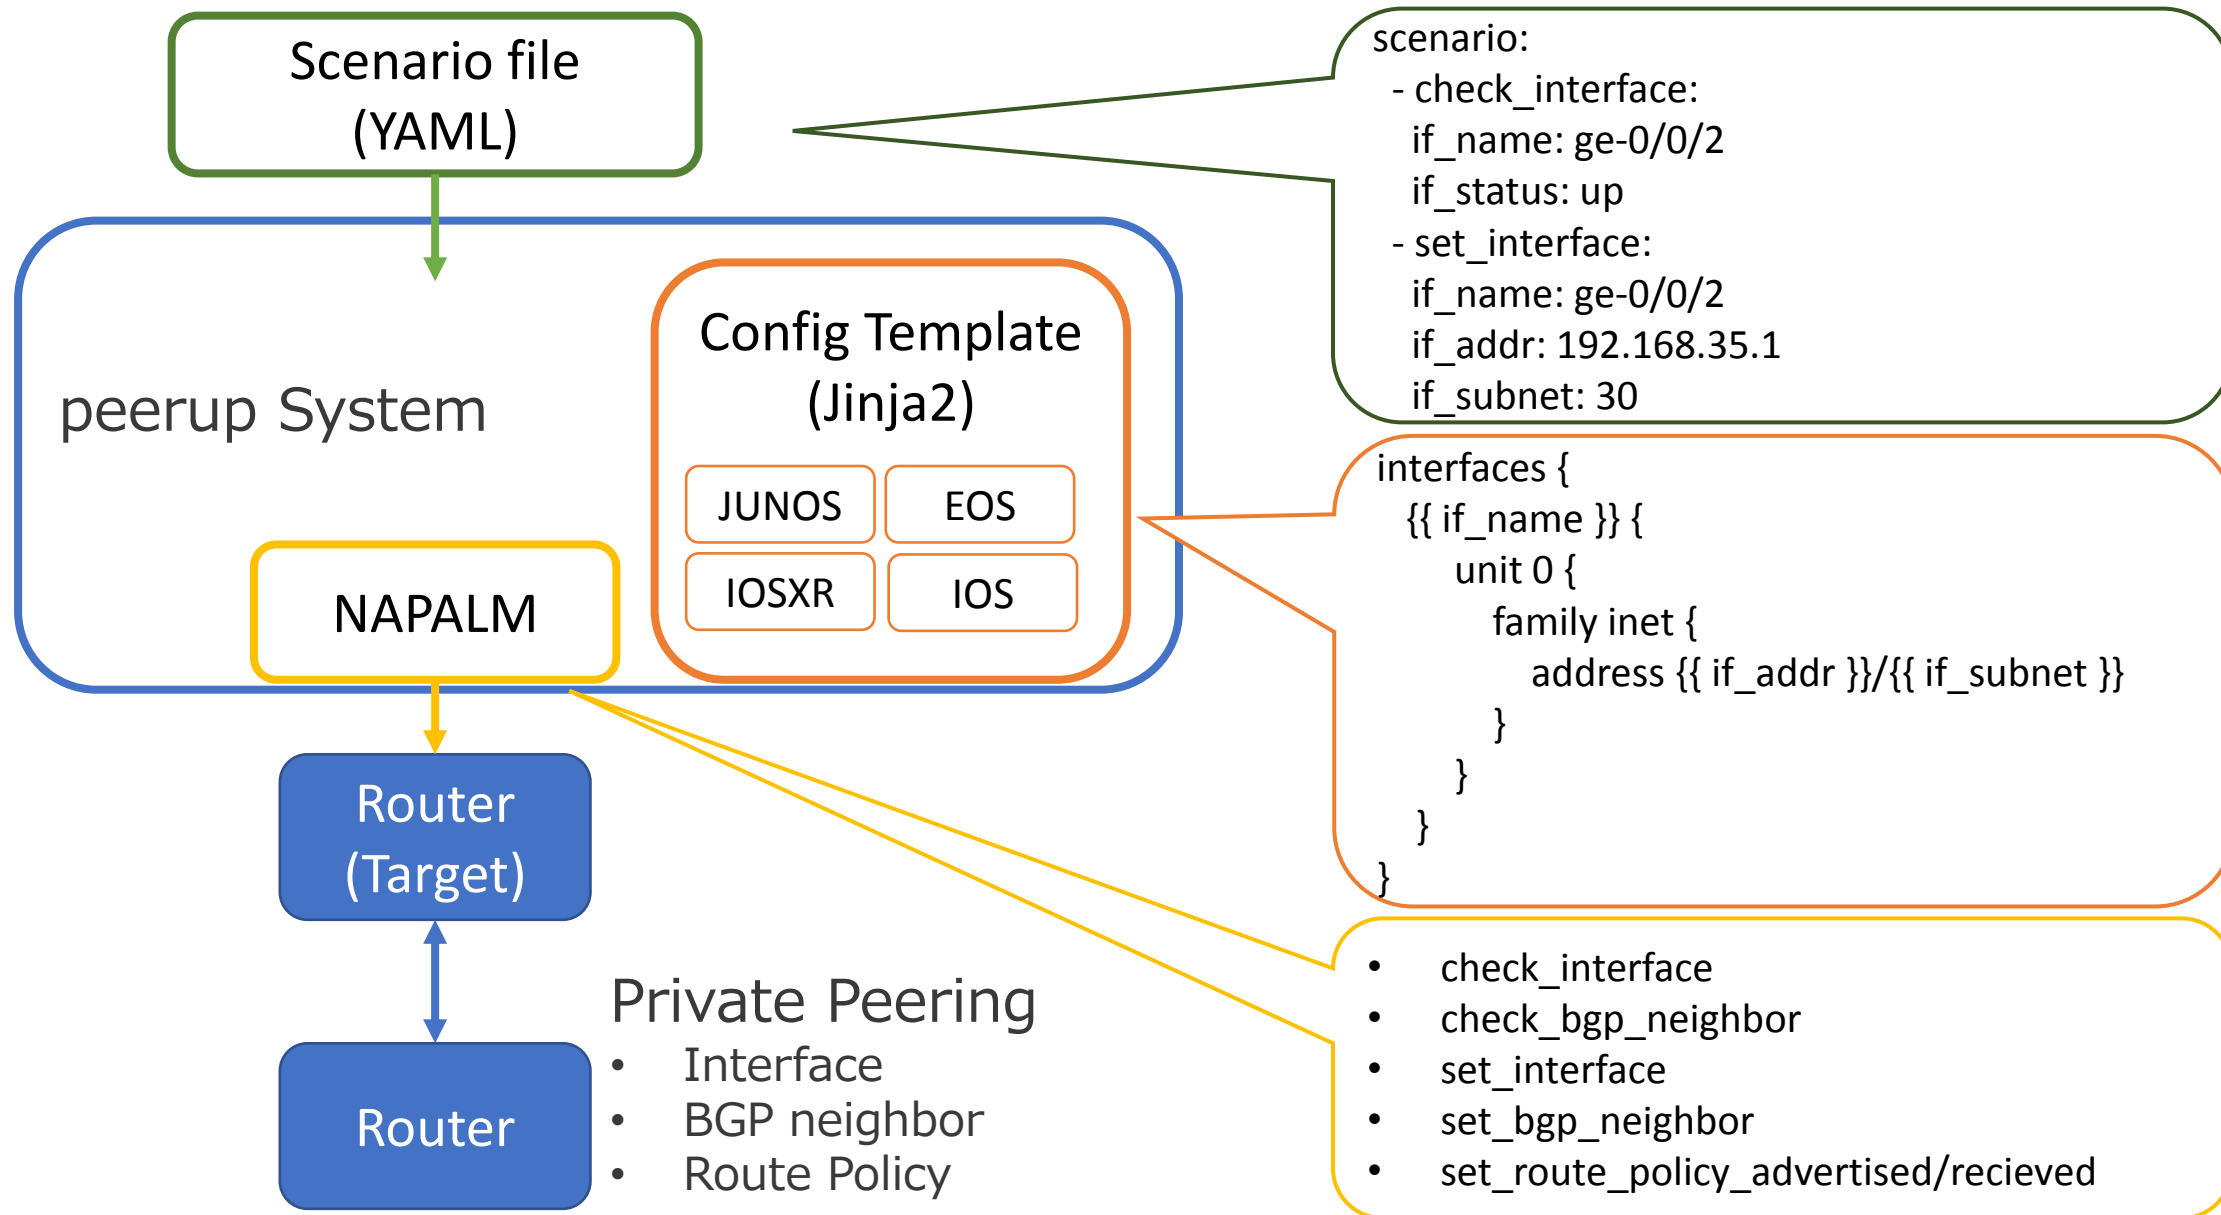 Scenario file
(YAML)
peerup System
Config Template
(Jinja2)
JUNOS
EOS
IOSXR
IOS
NAPALM
Router
(Target)
Router
Private Peering
• Interface
• BGP neighbor
• Route Policy
scenario:
- check_interface:
if_name: ge-0/0/2
if_status: up
- set_interface:
if_name: ge-0/0/2
if_addr: 192.168.35.1
if_subnet: 30
interfaces {
{{ if_name }} {
unit 0 {
family inet {
address {{ if_addr }}/{{ if_subnet }}
}
}
}
}
• check_interface
• check_bgp_neighbor
• set_interface
• set_bgp_neighbor
• set_route_policy_advertised/recieved